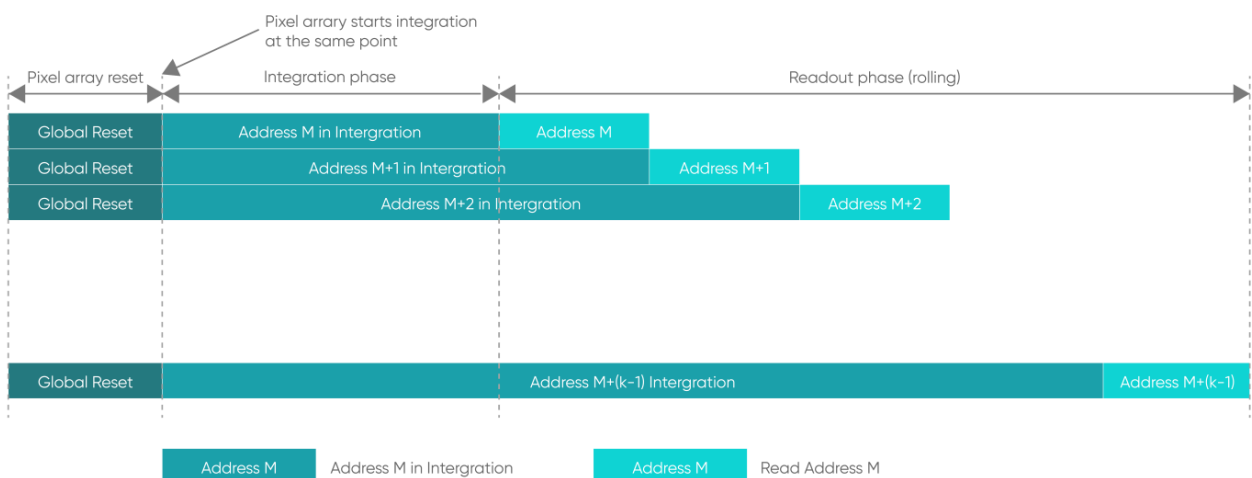 Pixel arrary starts integration
at the same point
Pixel array reset
Integration phase
Readout phase (rolling)
Global Reset
Address M in Intergration
Address M
Global Reset
Address M+1 in Intergration
Address M+1
Global Reset
Address M+2 in Intergration
Address M+2
Global Reset
Address M+(k-1) Intergration
Address M+(k-1)
Address M
Address M in Intergration
Address M
Read Address M